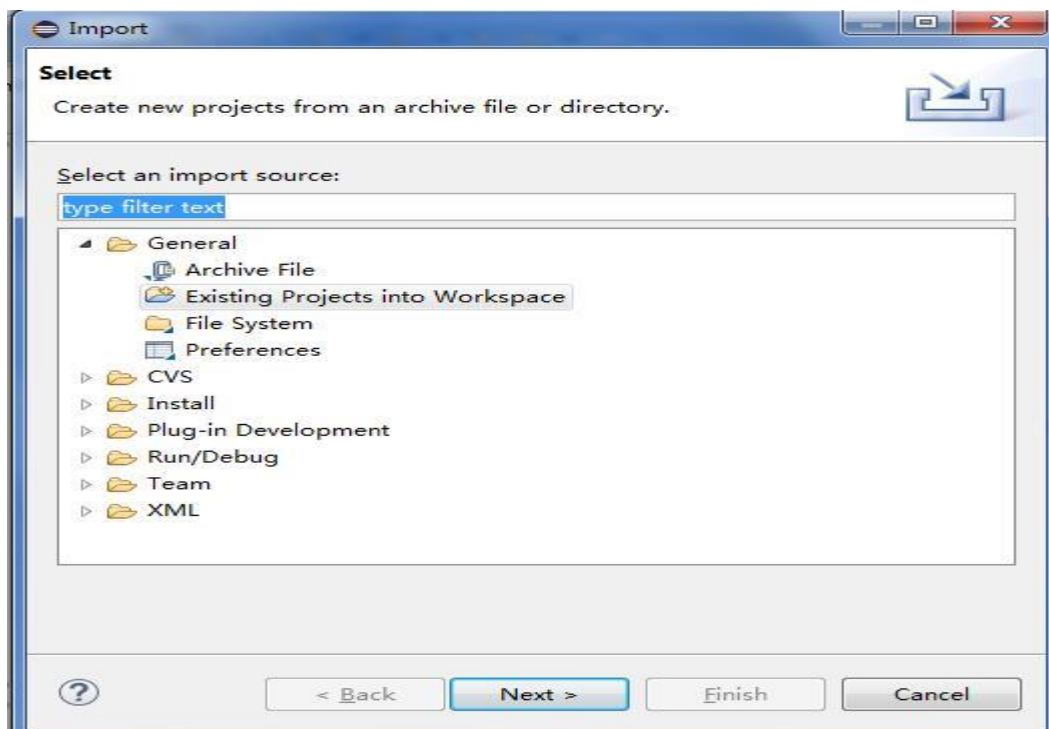 Import
Select
Create new projects from an archive file or directory.
Select an import source:
type filter text
General
Archive File
Existing Projects into Workspace
File System
Preferences
CVS
Install
Plug-in Development
Run/Debug
Team
XML
?
< Back
Next >
Finish
Cancel